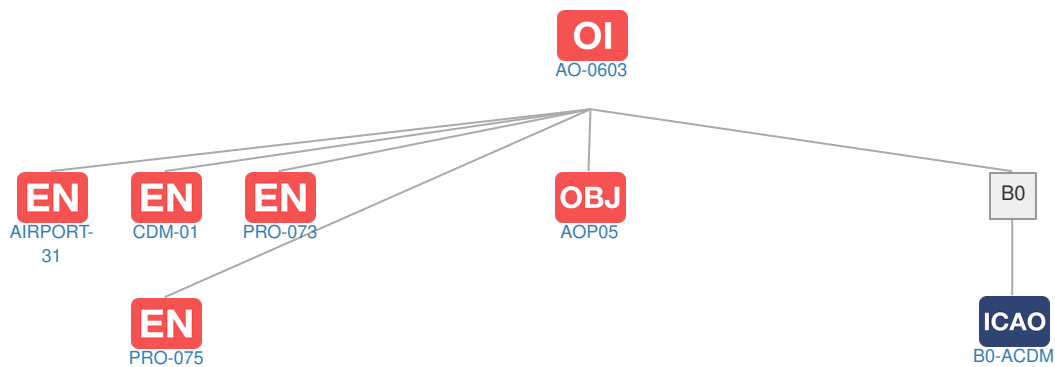 OI
AO-0603
EN
EN
EN
OBJ
B0
AIRPORT-
31
CDM-01
PRO-073
AOP05
EN
ICAO
PRO-075
B0-ACDM